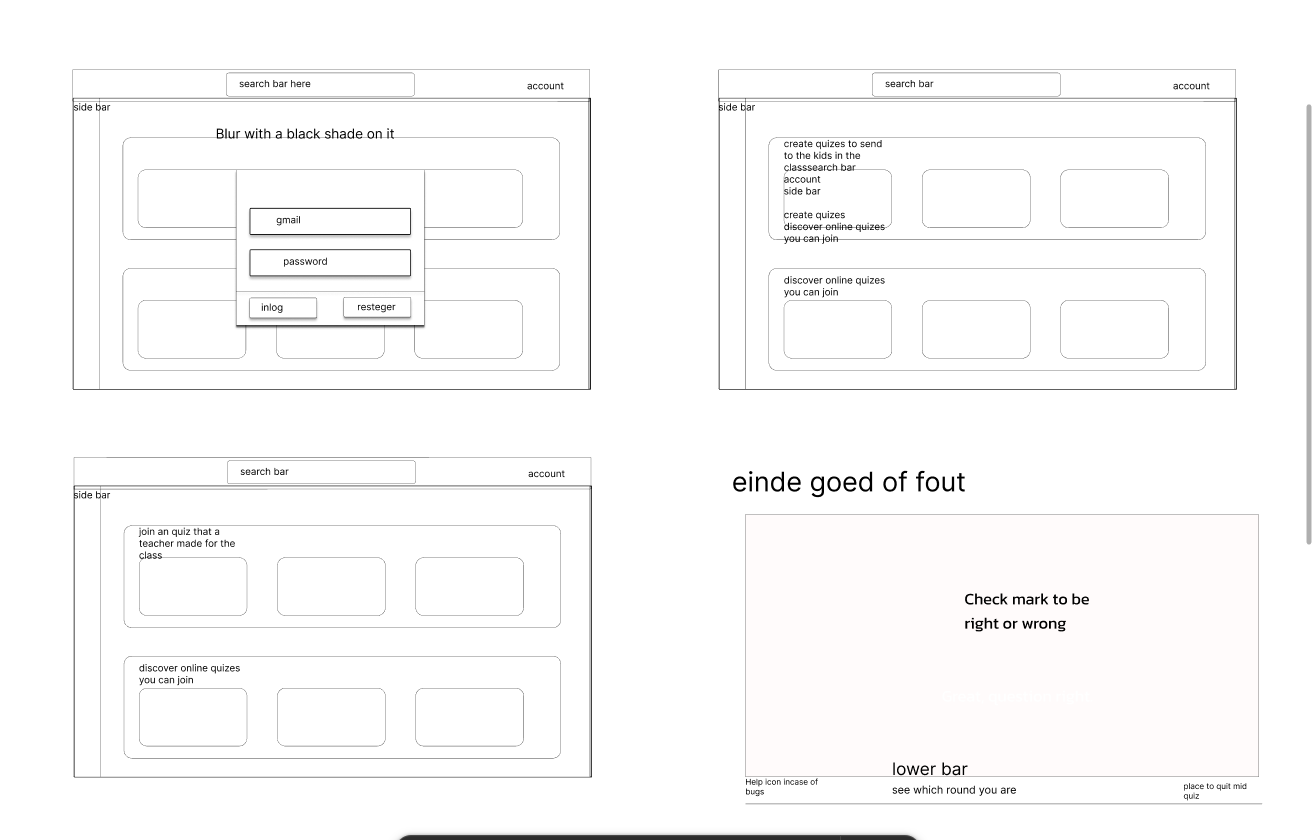 search bar here
account
side bar
Blur with a black shade on it
gmail
password
inlog
resteger
search bar
account
side bar
create quizes to send
to the kids in the
classsearch bar
account
side bar
create quizes
discover online quizes
you can join
discover online quizes
you can join
search bar
account
side bar
join an quiz that a
teacher made for the
class
discover online quizes
you can join
einde goed of fout
Check mark to be
right or wrong
lower bar
Help icon incase of
bugs
see which round you are
place to quit mid
quiz